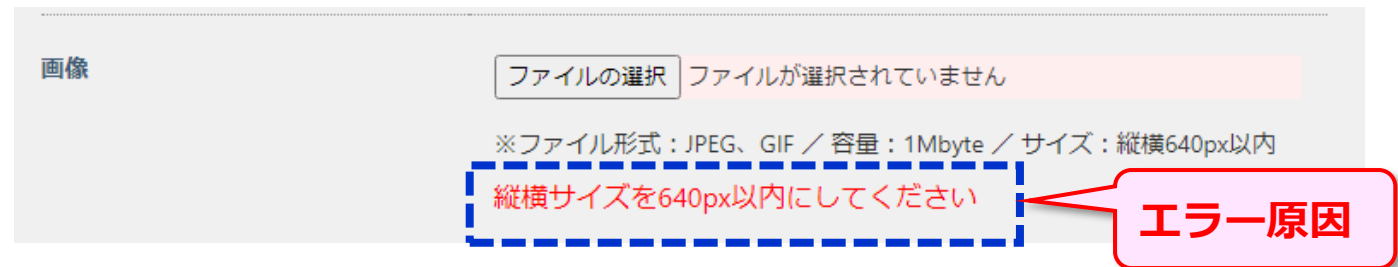 画像
ファイルの選択 ファイルが選択されていません
※ファイル形式：JPEG、GIF ／ 容量：1Mbyte ／ サイズ：縦横640px以内
縦横サイズを640px以内にしてください
エラー原因